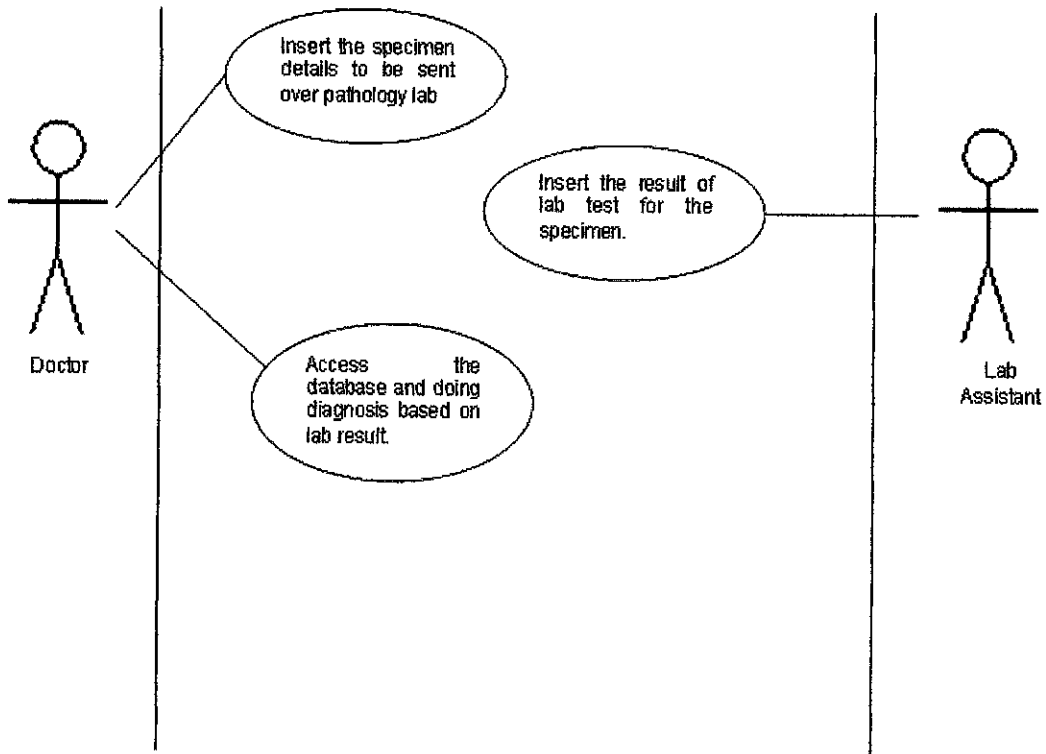 Insert the specimen
details to be sent
over pathology lab
Insert the result of
lab test for the
specimen.
Doctor
Access the
database and doing
diagnosis based on
lab result.
Lab
Assistant